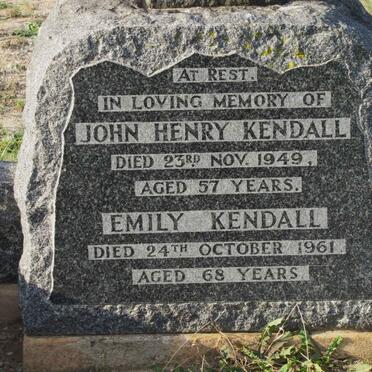 AT REST.
IN LOVING MEMORY OF
JOHN HENRY KENDALL
DIED 23RD NOV. 1949,
AGED 57 YEARS.
EMILY KENDALL
DIED 24TH OCTOBER 1961
AGED 68 YEARS